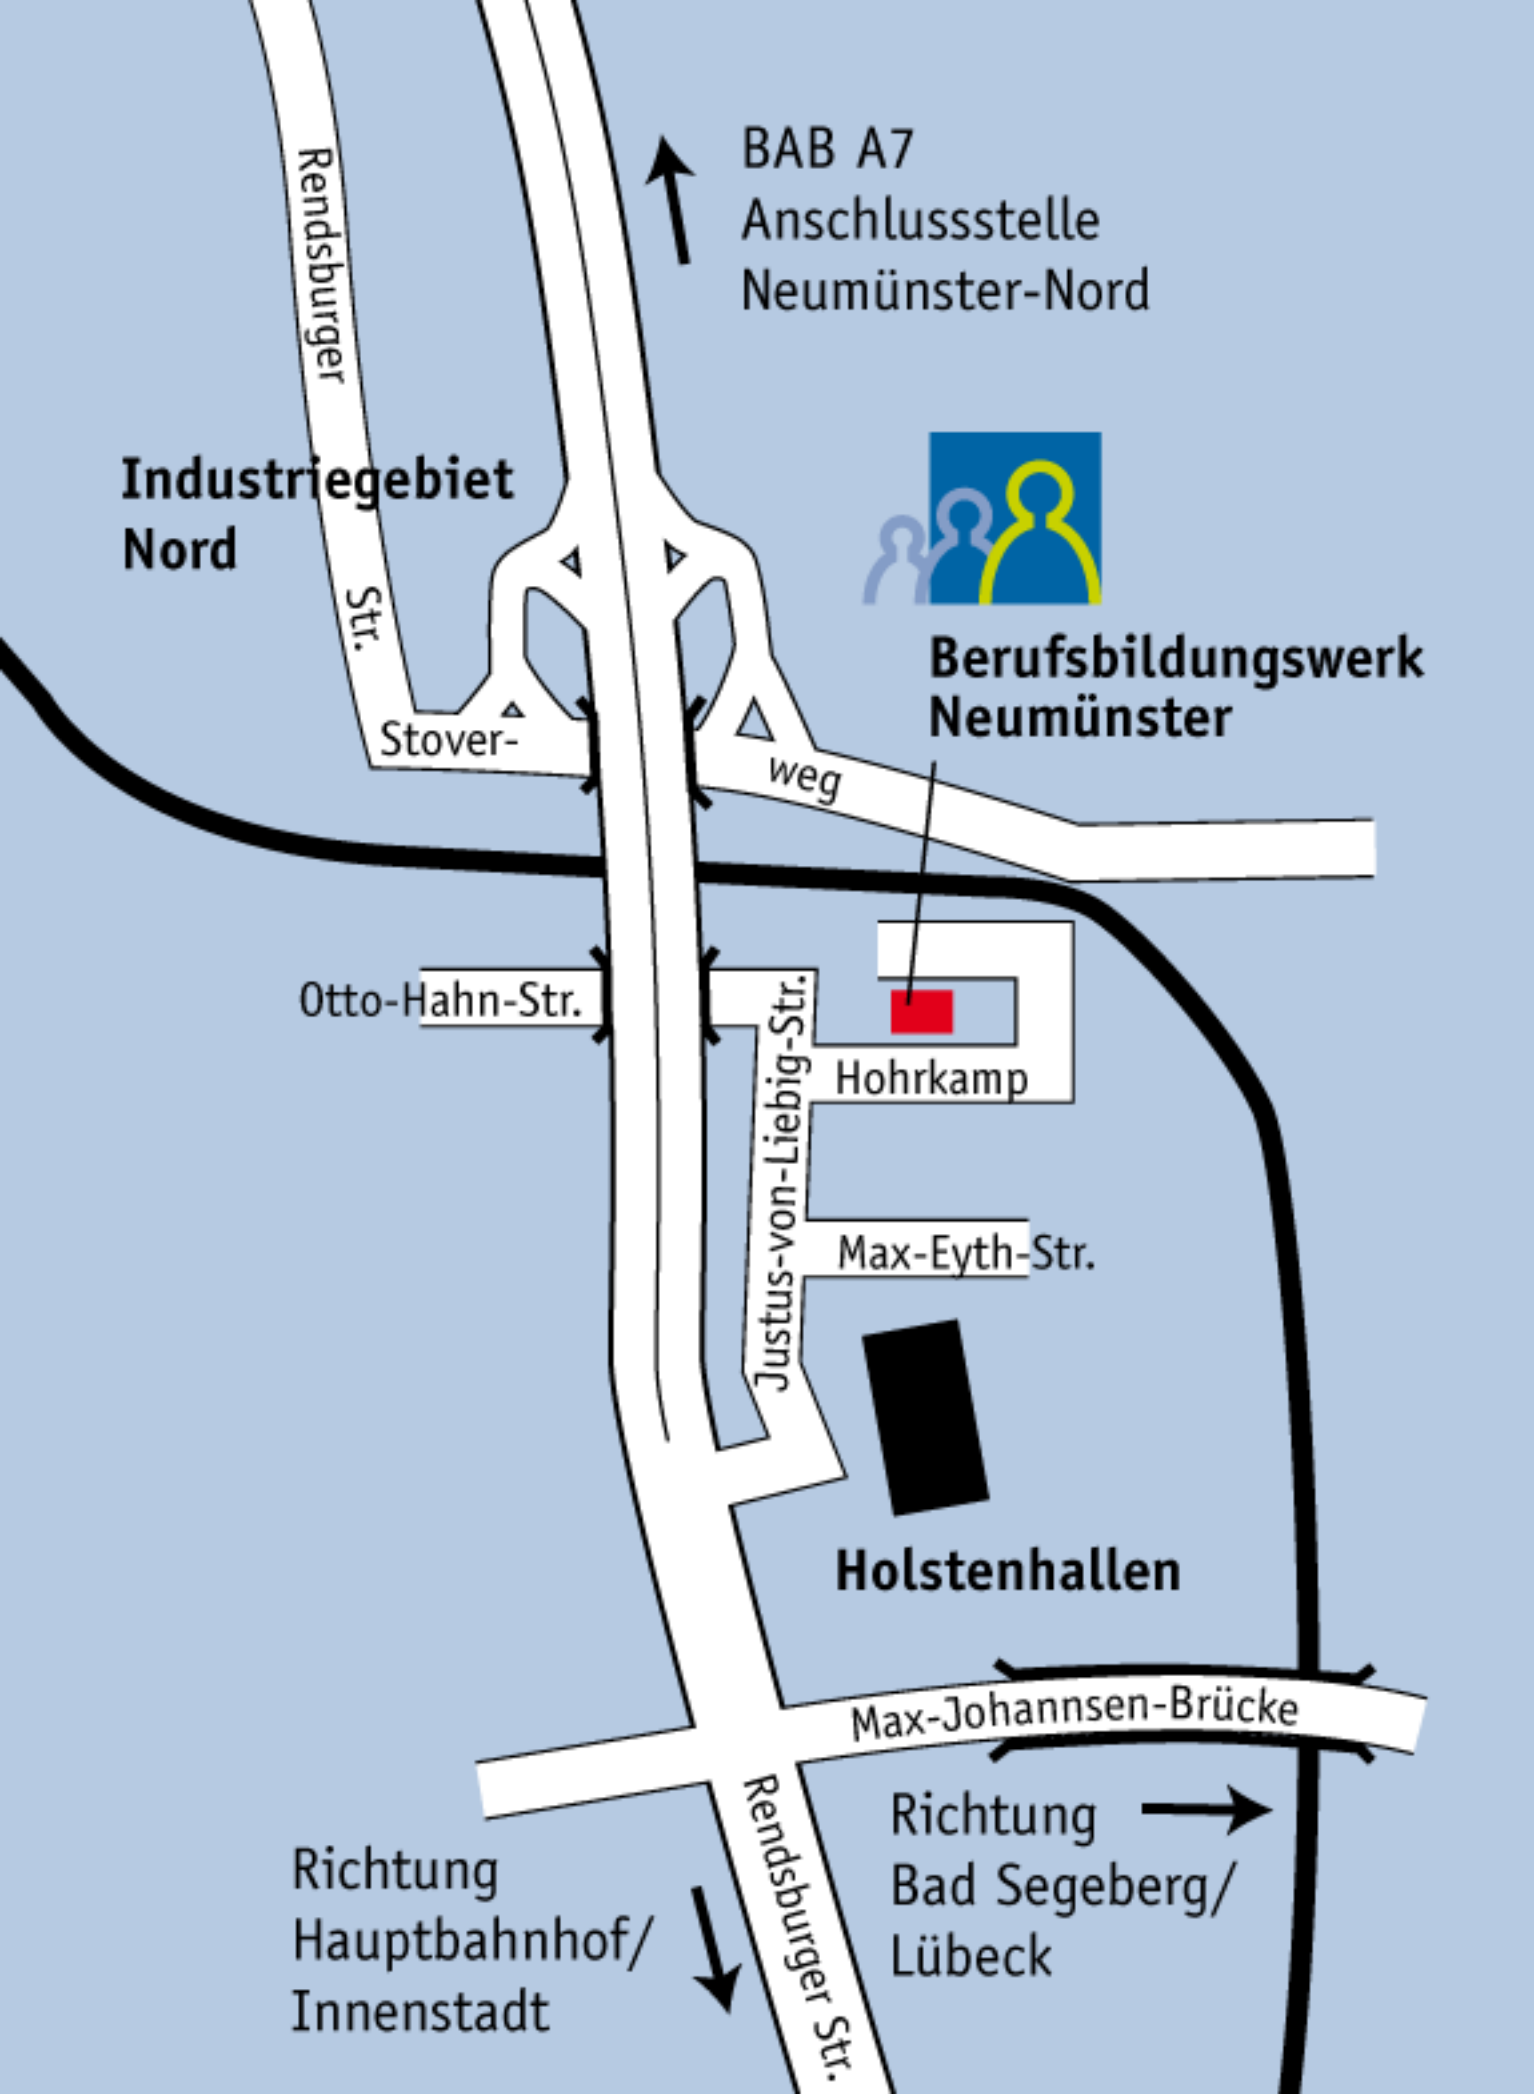 BAB A7
Anschlussstelle
Neumünster-Nord
Rendsburger
Str.
Industriegebiet
Nord
Berufsbildungswerk
Neumünster
Stover-
weg
Otto-Hahn-Str.
Justus-von-Liebig-Str.
Hohrkamp
Max-Eyth-Str.
Holstenhallen
Max-Johannsen-Brücke
Rendsburger Str.
Richtung
Bad Segeberg/
Lübeck
Richtung
Hauptbahnhof/
Innenstadt